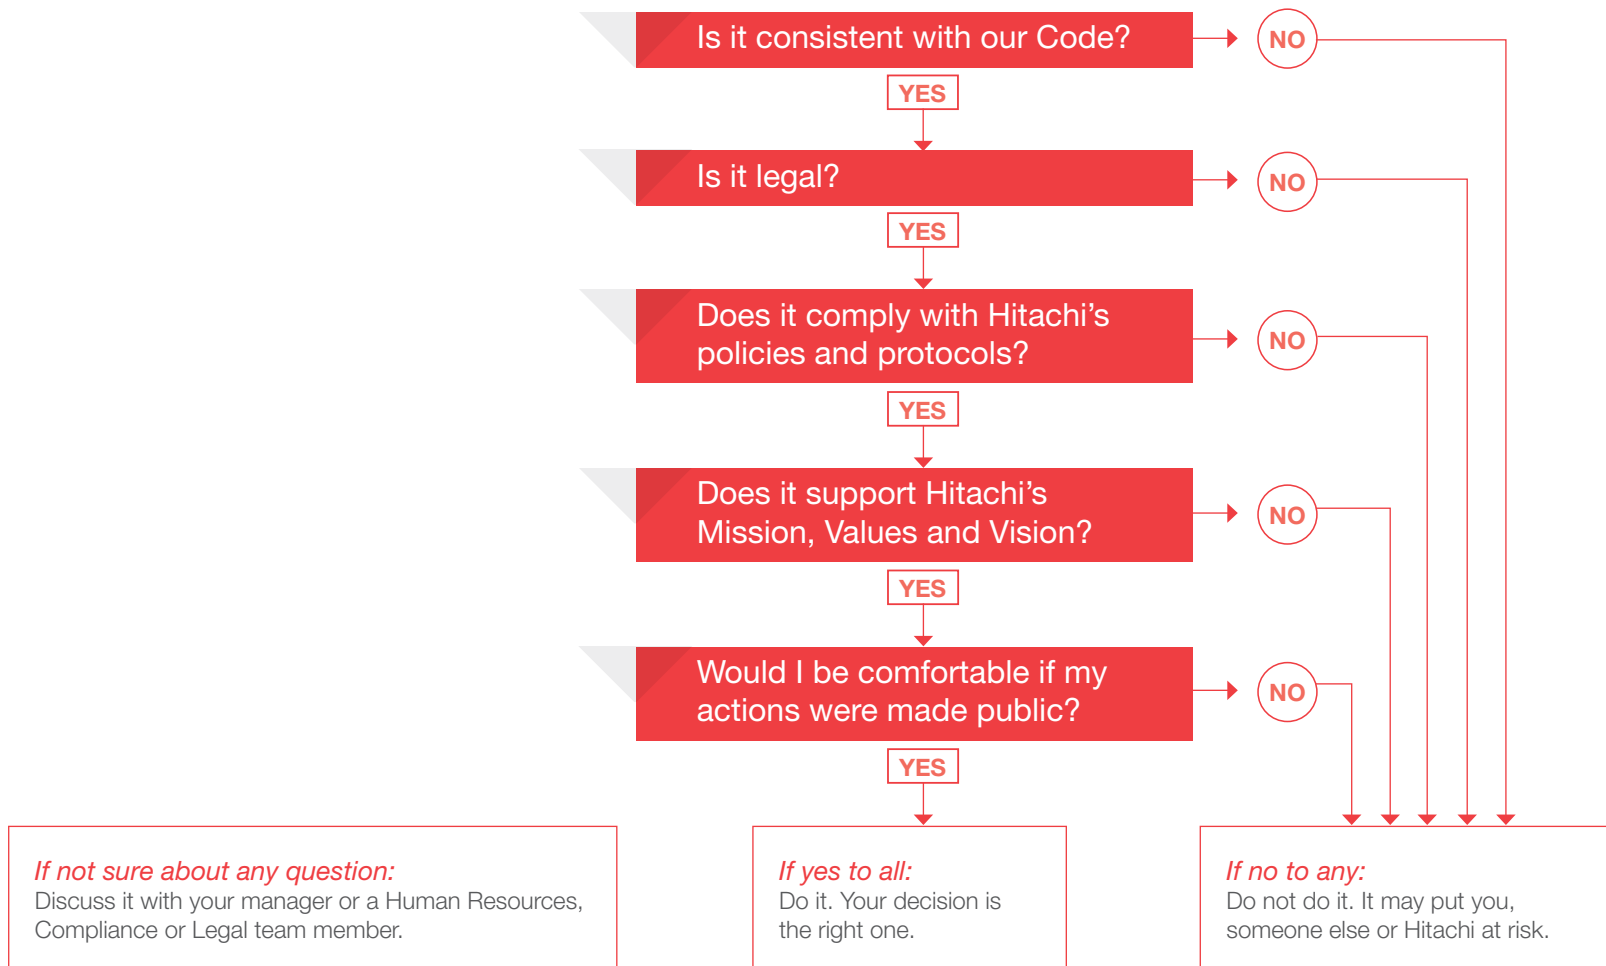 Is it consistent with our Code?
NO
YES
Is it legal?
NO
YES
Does it comply with Hitachi’s
policies and protocols?
NO
YES
Does it support Hitachi’s
Mission, Values and Vision?
NO
YES
Would I be comfortable if my
actions were made public?
NO
YES
If not sure about any question:
Discuss it with your manager or a Human Resources,
Compliance or Legal team member.
If yes to all:
Do it. Your decision is
the right one.
If no to any:
Do not do it. It may put you,
someone else or Hitachi at risk.